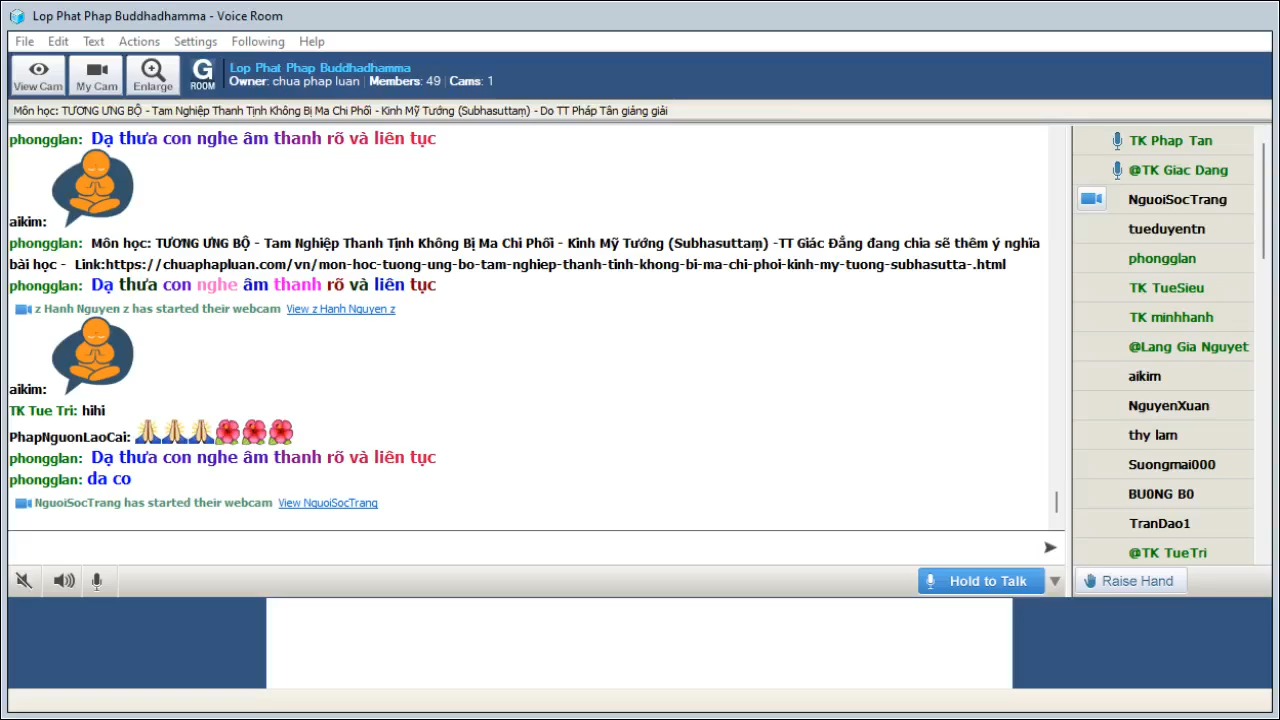 Lop Phat Phap Buddhadhamma - Voice Room
File Edit Text Actions Settings Following Help
View Cam My Cam Enlarge G ROOM
Lop Phat Phap Buddhadhamma
Owner: chua phap luan | Members: 49 | Cams: 1
Môn học: TƯƠNG ƯNG BỘ - Tam Nghiệp Thanh Tịnh Không Bị Ma Chi Phối - Kinh Mỹ Tướng (Subhasuttaṃ) - Do TT Pháp Tân giảng giải
phongglan: Dạ thưa con nghe âm thanh rõ và liên tục
aikim:
phongglan: Môn học: TƯƠNG ƯNG BỘ - Tam Nghiệp Thanh Tịnh Không Bị Ma Chi Phối - Kinh Mỹ Tướng (Subhasuttaṃ) -TT Giác Đẳng đang chia sẽ thêm ý nghĩa
bài học - Link:https://chuaphapluan.com/vn/mon-hoc-tuong-ung-bo-tam-nghiep-thanh-tinh-khong-bi-ma-chi-phoi-kinh-my-tuong-subhasutta-.html
phongglan: Dạ thưa con nghe âm thanh rõ và liên tục
z Hanh Nguyen z has started their webcam View z Hanh Nguyen z
aikim:
TK Tue Tri: hihi
PhapNguonLaoCai:
phongglan: Dạ thưa con nghe âm thanh rõ và liên tục
phongglan: da co
NguoiSocTrang has started their webcam View NguoiSocTrang
Hold to Talk
TK Phap Tan
@TK Giac Dang
NguoiSocTrang
tueduyentn
phongglan
TK TueSieu
TK minhhanh
@Lang Gia Nguyet
aikim
NguyenXuan
thy lam
Suongmai000
BU0NG B0
TranDao1
@TK TueTri
Raise Hand